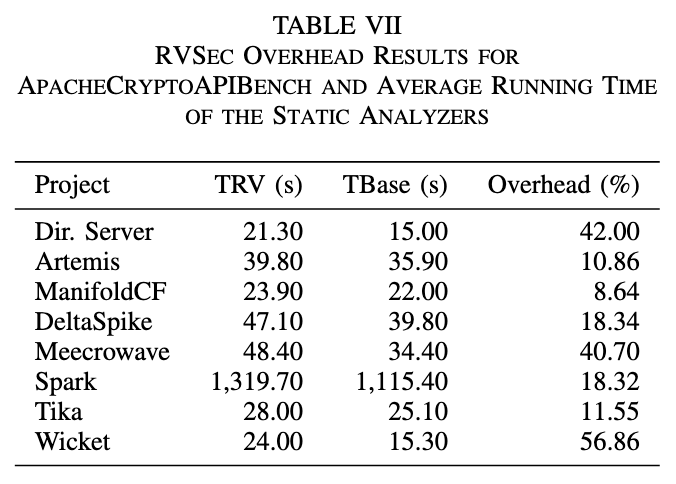 TABLE VII
RVSEC OVERHEAD RESULTS FOR
APACHECRYPTOAPIBENCH AND AVERAGE RUNNING TIME
OF THE STATIC ANALYZERS
Project TRV (s) TBase (s) Overhead (%)
Dir. Server 21.30 15.00 42.00
Artemis 39.80 35.90 10.86
ManifoldCF 23.90 22.00 8.64
DeltaSpike 47.10 39.80 18.34
Meecrowave 48.40 34.40 40.70
Spark 1,319.70 1,115.40 18.32
Tika 28.00 25.10 11.55
Wicket 24.00 15.30 56.86